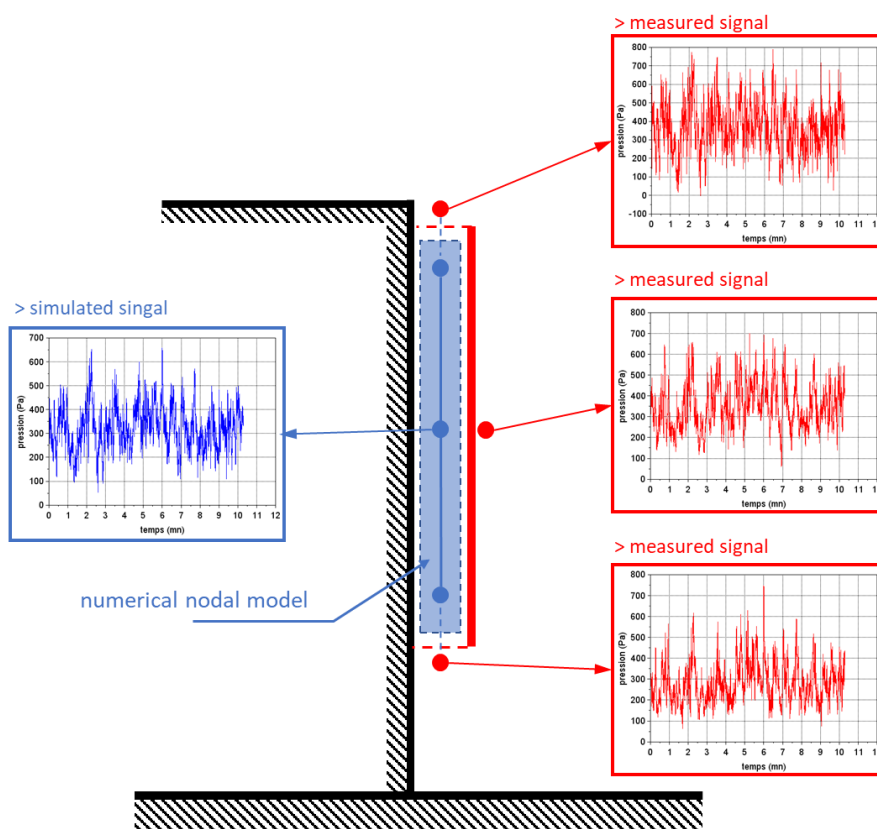 > measured signal
800
700
600
500
400
300
200
100
0
-100
pression (Pa)
0 1 2 3 4 5 6 7 8 9 10 11 1
temps (mn)
> measured signal
800
700
600
500
400
300
200
100
0
pression (Pa)
0 1 2 3 4 5 6 7 8 9 10 11 1
temps (mn)
> simulated singal
700
600
500
400
300
200
100
0
pression (Pa)
0 1 2 3 4 5 6 7 8 9 10 11 12
temps (mn)
> measured signal
800
700
600
500
400
300
200
100
0
pression (Pa)
0 1 2 3 4 5 6 7 8 9 10 11 1
temps (mn)
numerical nodal model